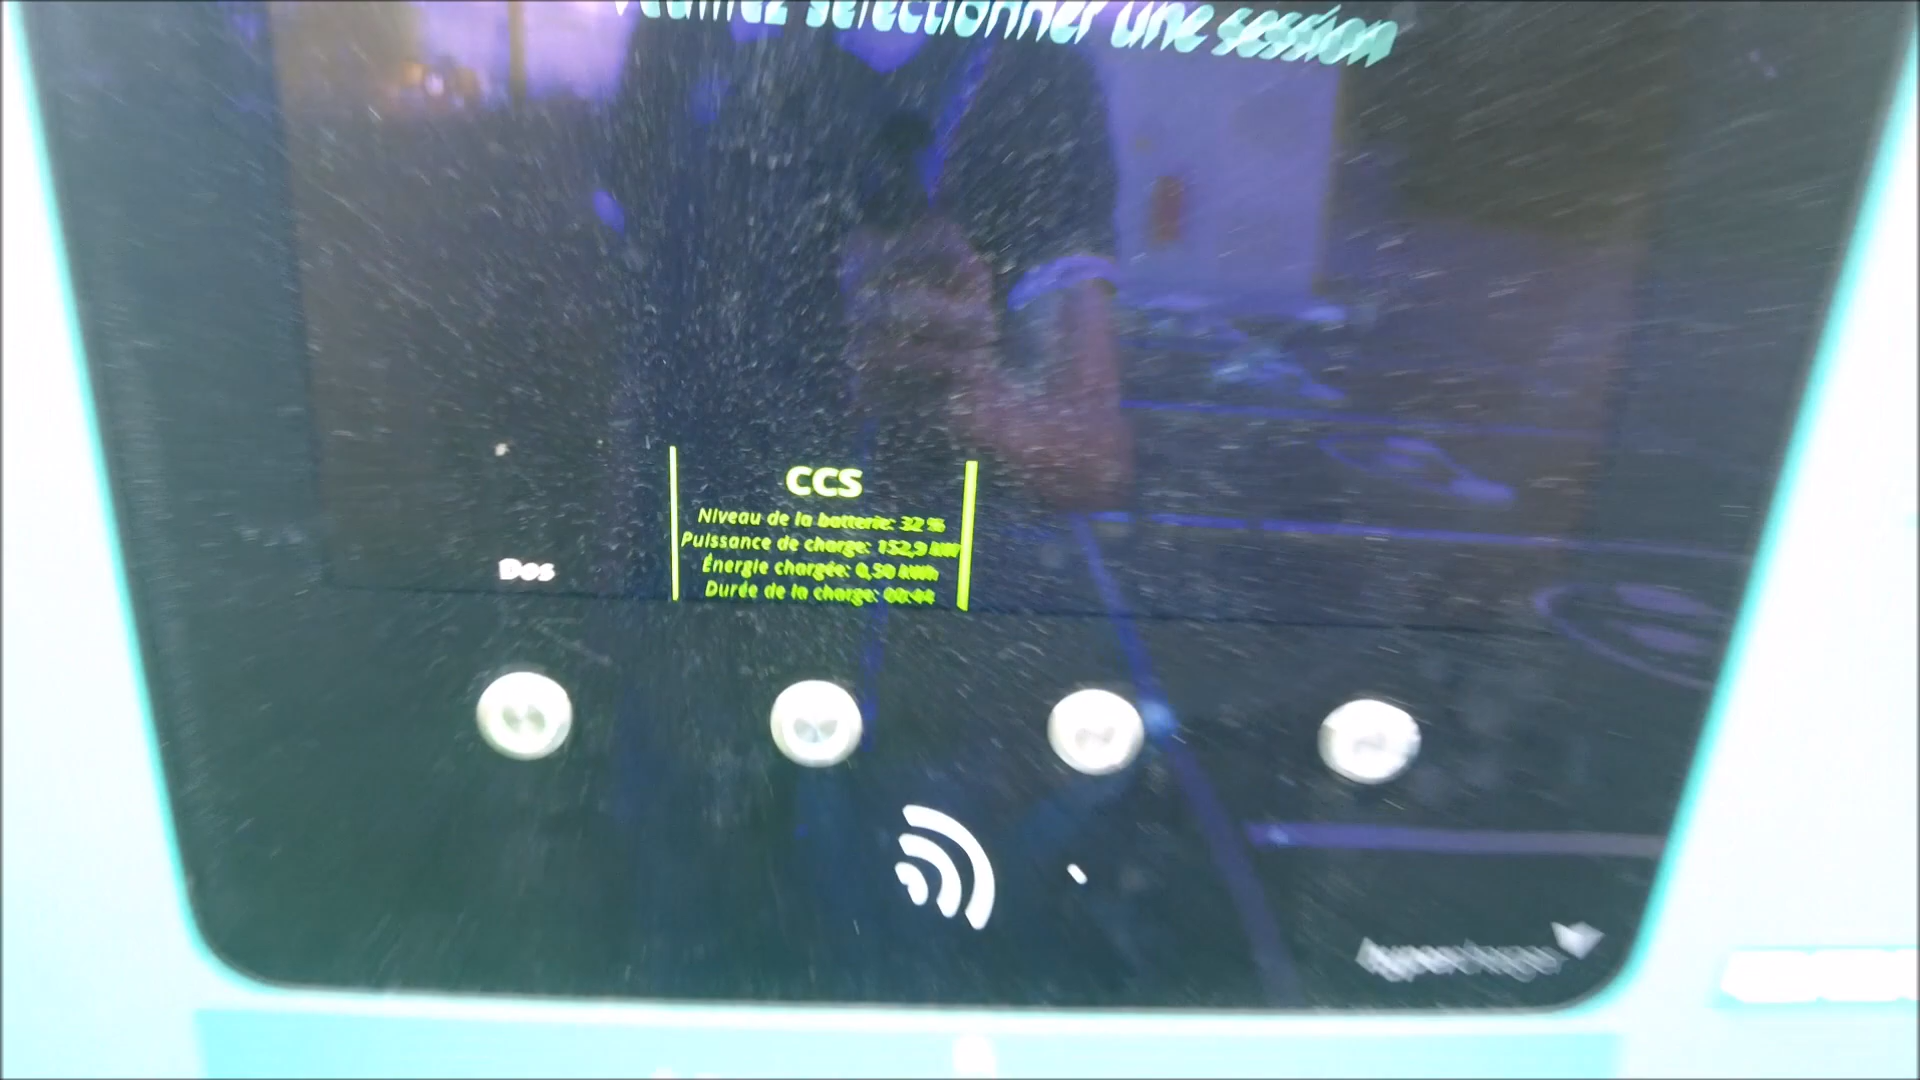 Veuillez sélectionner une session
CCS
Niveau de la batterie: 32 %
Puissance de charge: 152,9 kW
Énergie chargée: 0,50 kWh
Durée de la charge: 00:44
Dos
hypercharger